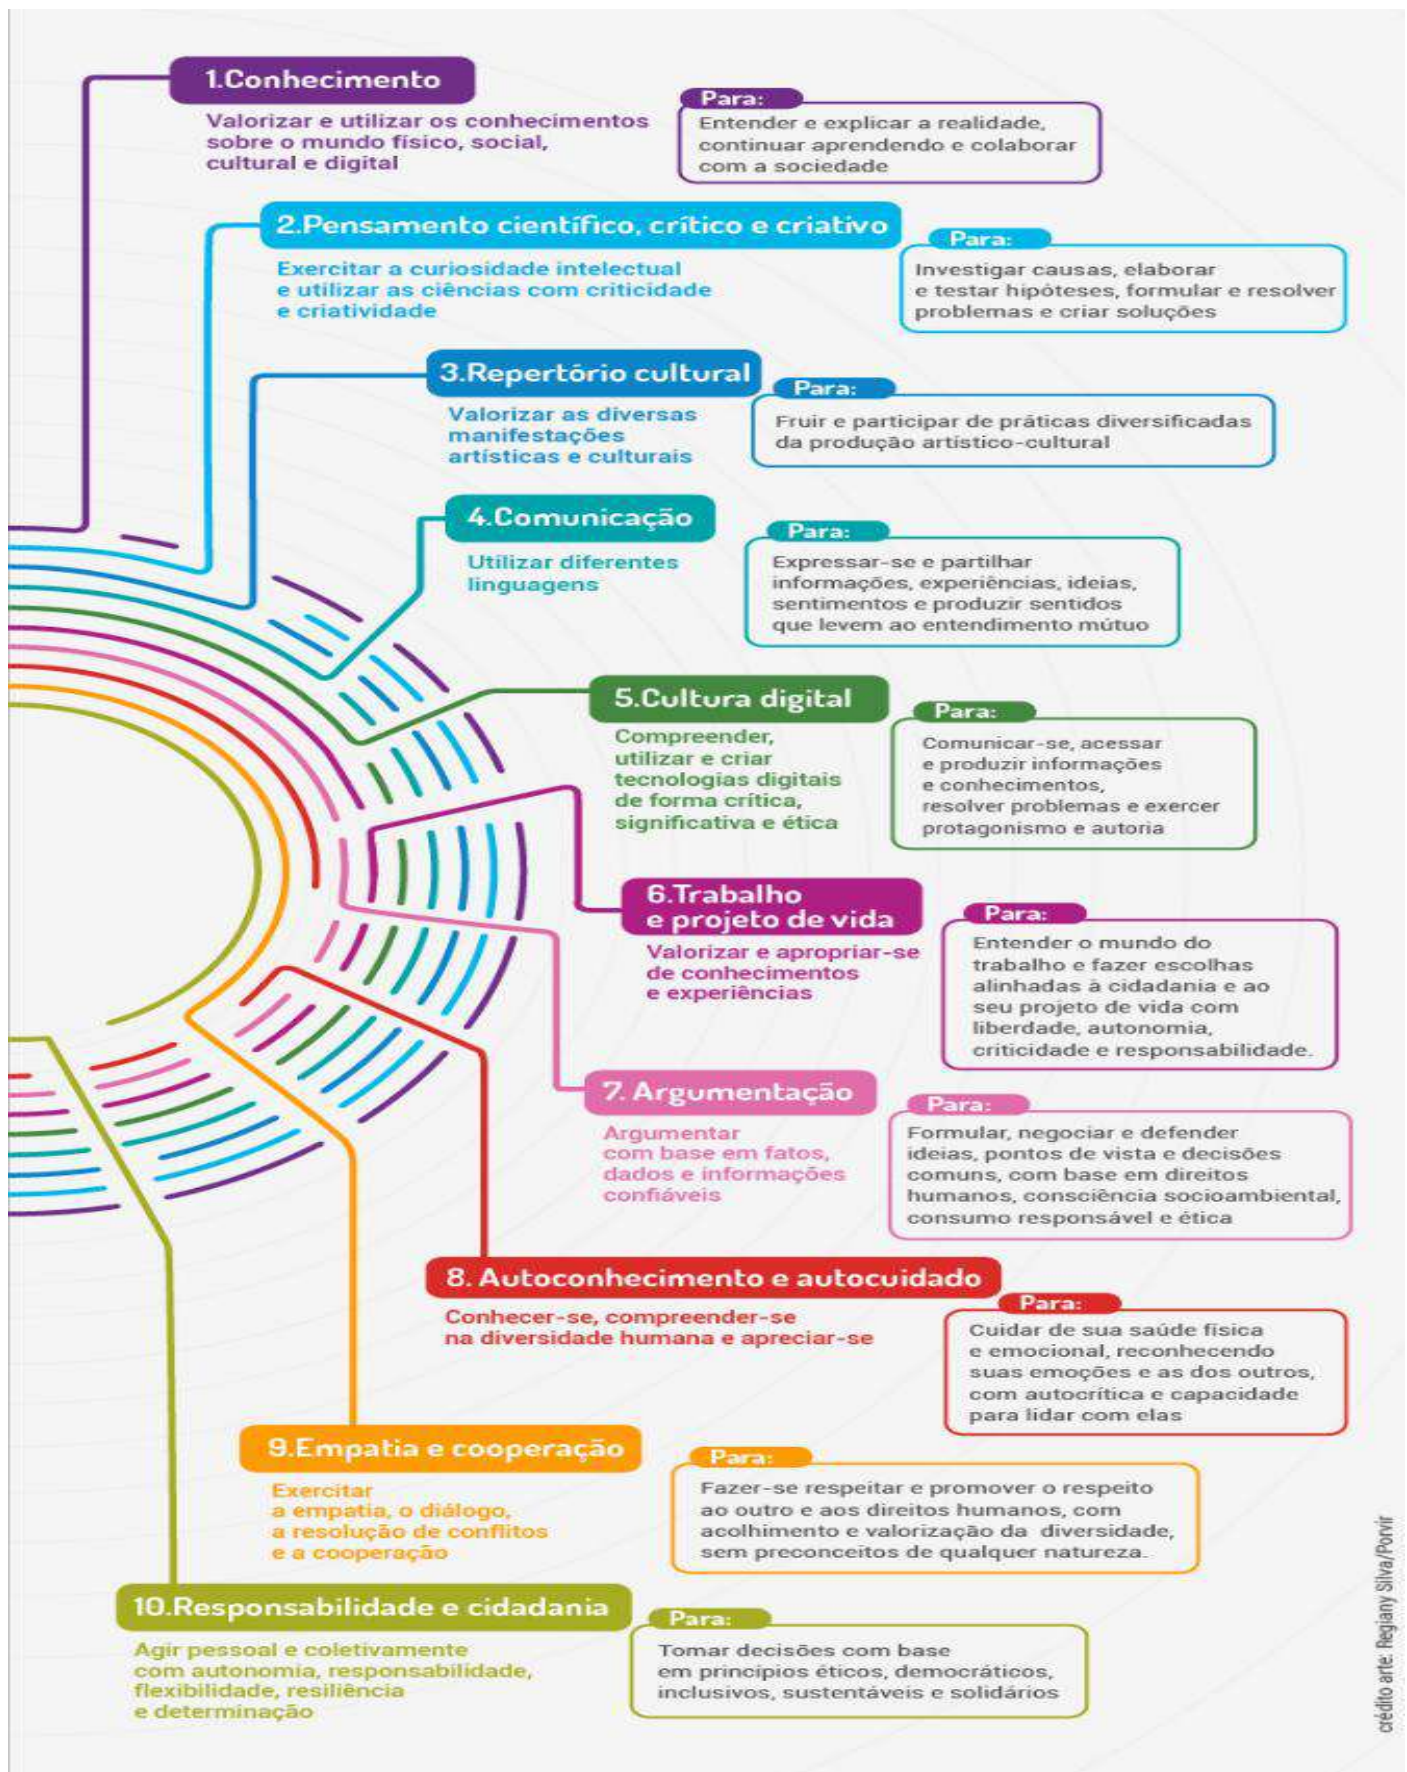 1.Conhecimento
Valorizar e utilizar os conhecimentos
sobre o mundo físico, social,
cultural e digital
Para:
Entender e explicar a realidade,
continuar aprendendo e colaborar
com a sociedade
2.Pensamento científico, crítico e criativo
Exercitar a curiosidade intelectual
e utilizar as ciências com criticidade
e criatividade
Para:
Investigar causas, elaborar
e testar hipóteses, formular e resolver
problemas e criar soluções
3.Repertório cultural
Valorizar as diversas
manifestações
artísticas e culturais
Para:
Fruir e participar de práticas diversificadas
da produção artístico-cultural
4.Comunicação
Utilizar diferentes
linguagens
Para:
Expressar-se e partilhar
informações, experiências, ideias,
sentimentos e produzir sentidos
que levem ao entendimento mútuo
5.Cultura digital
Compreender,
utilizar e criar
tecnologias digitais
de forma crítica,
significativa e ética
Para:
Comunicar-se, acessar
e produzir informações
e conhecimentos,
resolver problemas e exercer
protagonismo e autoria
6.Trabalho
e projeto de vida
Valorizar e apropriar-se
de conhecimentos
e experiências
Para:
Entender o mundo do
trabalho e fazer escolhas
alinhadas à cidadania e ao
seu projeto de vida com
liberdade, autonomia,
criticidade e responsabilidade.
7. Argumentação
Argumentar
com base em fatos,
dados e informações
confiáveis
Para:
Formular, negociar e defender
ideias, pontos de vista e decisões
comuns, com base em direitos
humanos, consciência socioambiental,
consumo responsável e ética
8. Autoconhecimento e autocuidado
Conhecer-se, compreender-se
na diversidade humana e apreciar-se
Para:
Cuidar de sua saúde física
e emocional, reconhecendo
suas emoções e as dos outros,
com autocrítica e capacidade
para lidar com elas
9.Empatia e cooperação
Exercitar
a empatia, o diálogo,
a resolução de conflitos
e a cooperação
Para:
Fazer-se respeitar e promover o respeito
ao outro e aos direitos humanos, com
acolhimento e valorização da diversidade,
sem preconceitos de qualquer natureza.
10.Responsabilidade e cidadania
Agir pessoal e coletivamente
com autonomia, responsabilidade,
flexibilidade, resiliência
e determinação
Para:
Tomar decisões com base
em princípios éticos, democráticos,
inclusivos, sustentáveis e solidários
crédito arte: Regiany Silva/Porvir